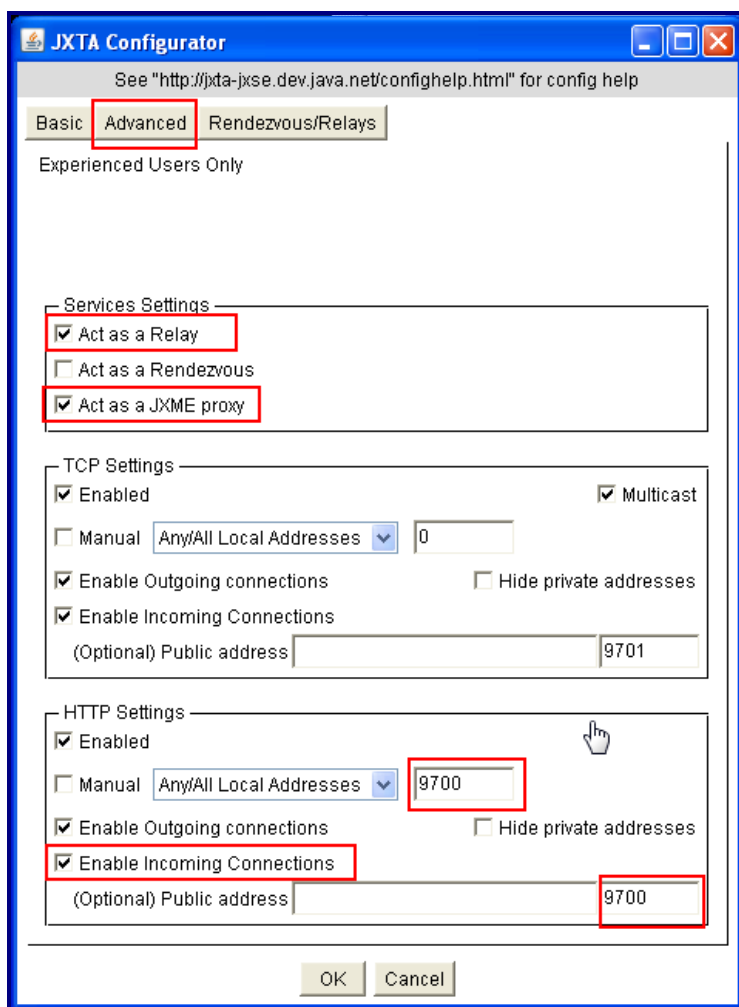 JXTA Configurator
See "http://jxta-jxse.dev.java.net/confighelp.html" for config help
Basic Advanced Rendezvous/Relays
Experienced Users Only
Services Settings
Act as a Relay
Act as a Rendezvous
Act as a JXME proxy
TCP Settings
Enabled Multicast
Manual Any/All Local Addresses 0
Enable Outgoing connections Hide private addresses
Enable Incoming Connections
(Optional) Public address 9701
HTTP Settings
Enabled
Manual Any/All Local Addresses 9700
Enable Outgoing connections Hide private addresses
Enable Incoming Connections
(Optional) Public address 9700
OK Cancel